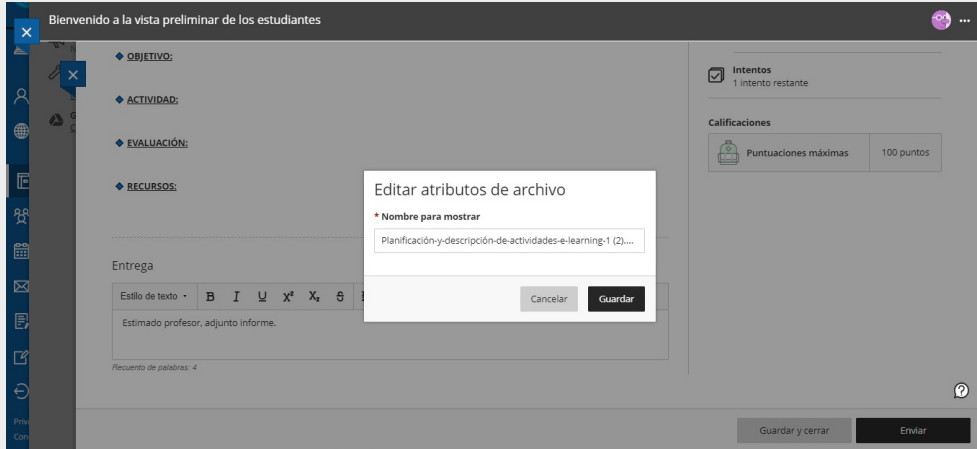 Bienvenido a la vista preliminar de los estudiantes
OBJETIVO:
ACTIVIDAD:
EVALUACIÓN:
RECURSOS:
Intentos
1 intento restante
Calificaciones
Puntuaciones máximas
100 puntos
Editar atributos de archivo
* Nombre para mostrar
Planificación-y-descripción-de-actividades-e-learning-1 (2)....
Cancelar
Guardar
Entrega
Estilo de texto
B I U X² X₂ S
Estimado profesor, adjunto informe.
Recuento de palabras: 4
Guardar y cerrar
Enviar